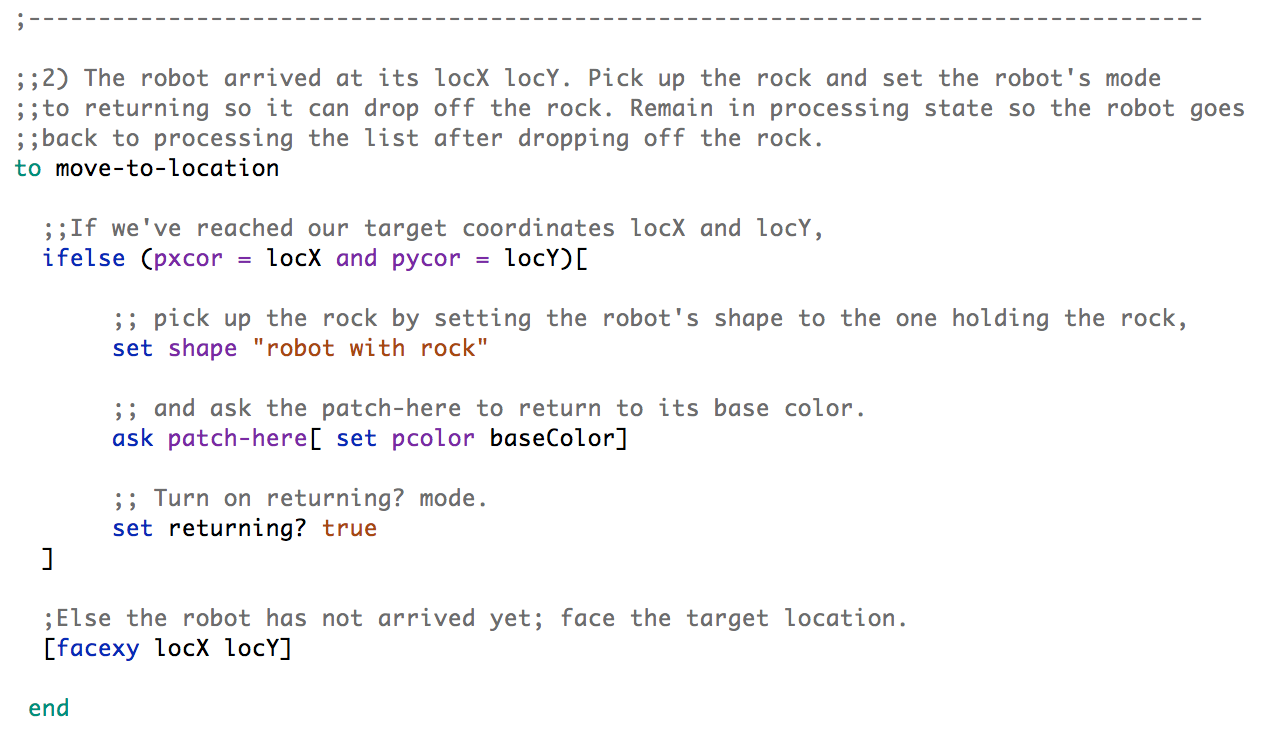 ;------------------------------------------------------------------------------------
;;2) The robot arrived at its locX locY. Pick up the rock and set the robot's mode
;;to returning so it can drop off the rock. Remain in processing state so the robot goes
;;back to processing the list after dropping off the rock.
to move-to-location
;;If we've reached our target coordinates locX and locY,
ifelse (pxcor = locX and pycor = locY)[
;; pick up the rock by setting the robot's shape to the one holding the rock,
set shape "robot with rock"
;; and ask the patch-here to return to its base color.
ask patch-here[ set pcolor baseColor]
;; Turn on returning? mode.
set returning? true
]
;Else the robot has not arrived yet; face the target location.
[facexy locX locY]
end